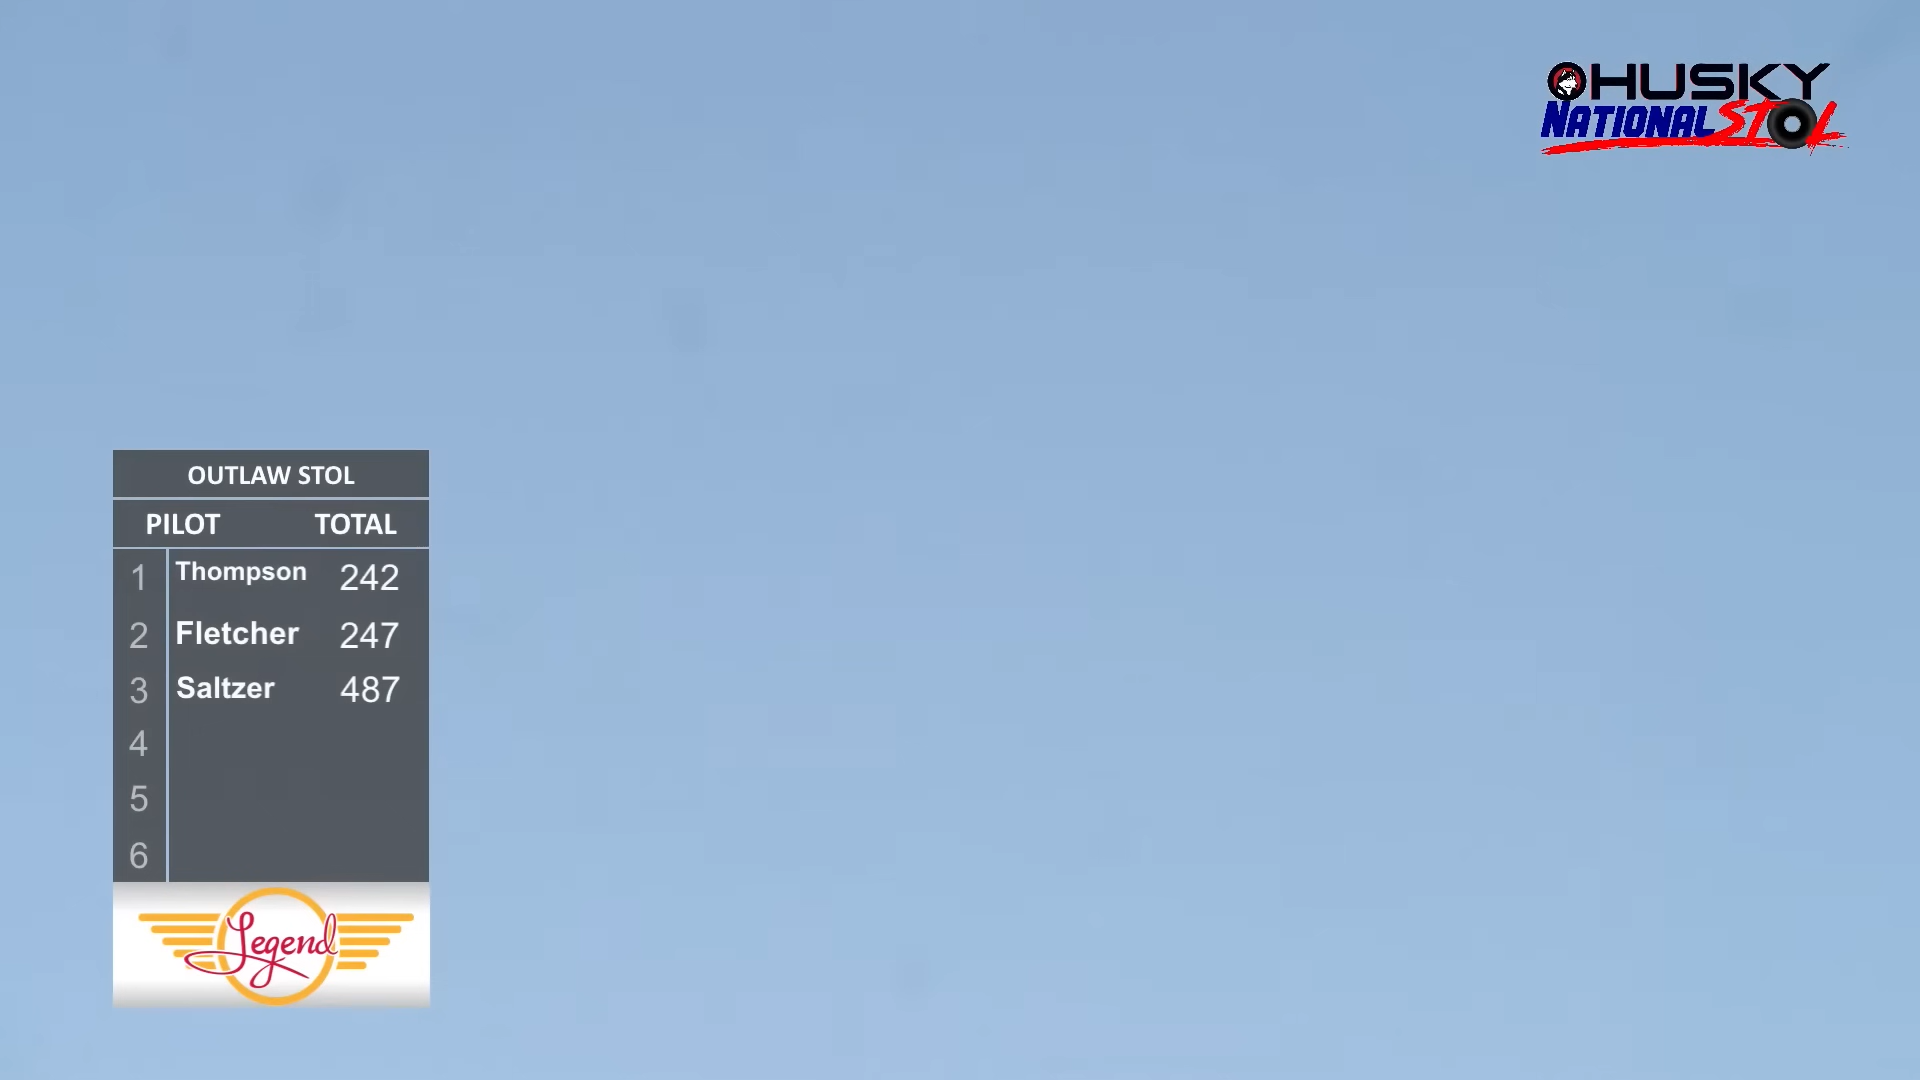 HUSKY
NATIONAL STOL
OUTLAW STOL
PILOT TOTAL
1 Thompson 242
2 Fletcher 247
3 Saltzer 487
4
5
6
Legend